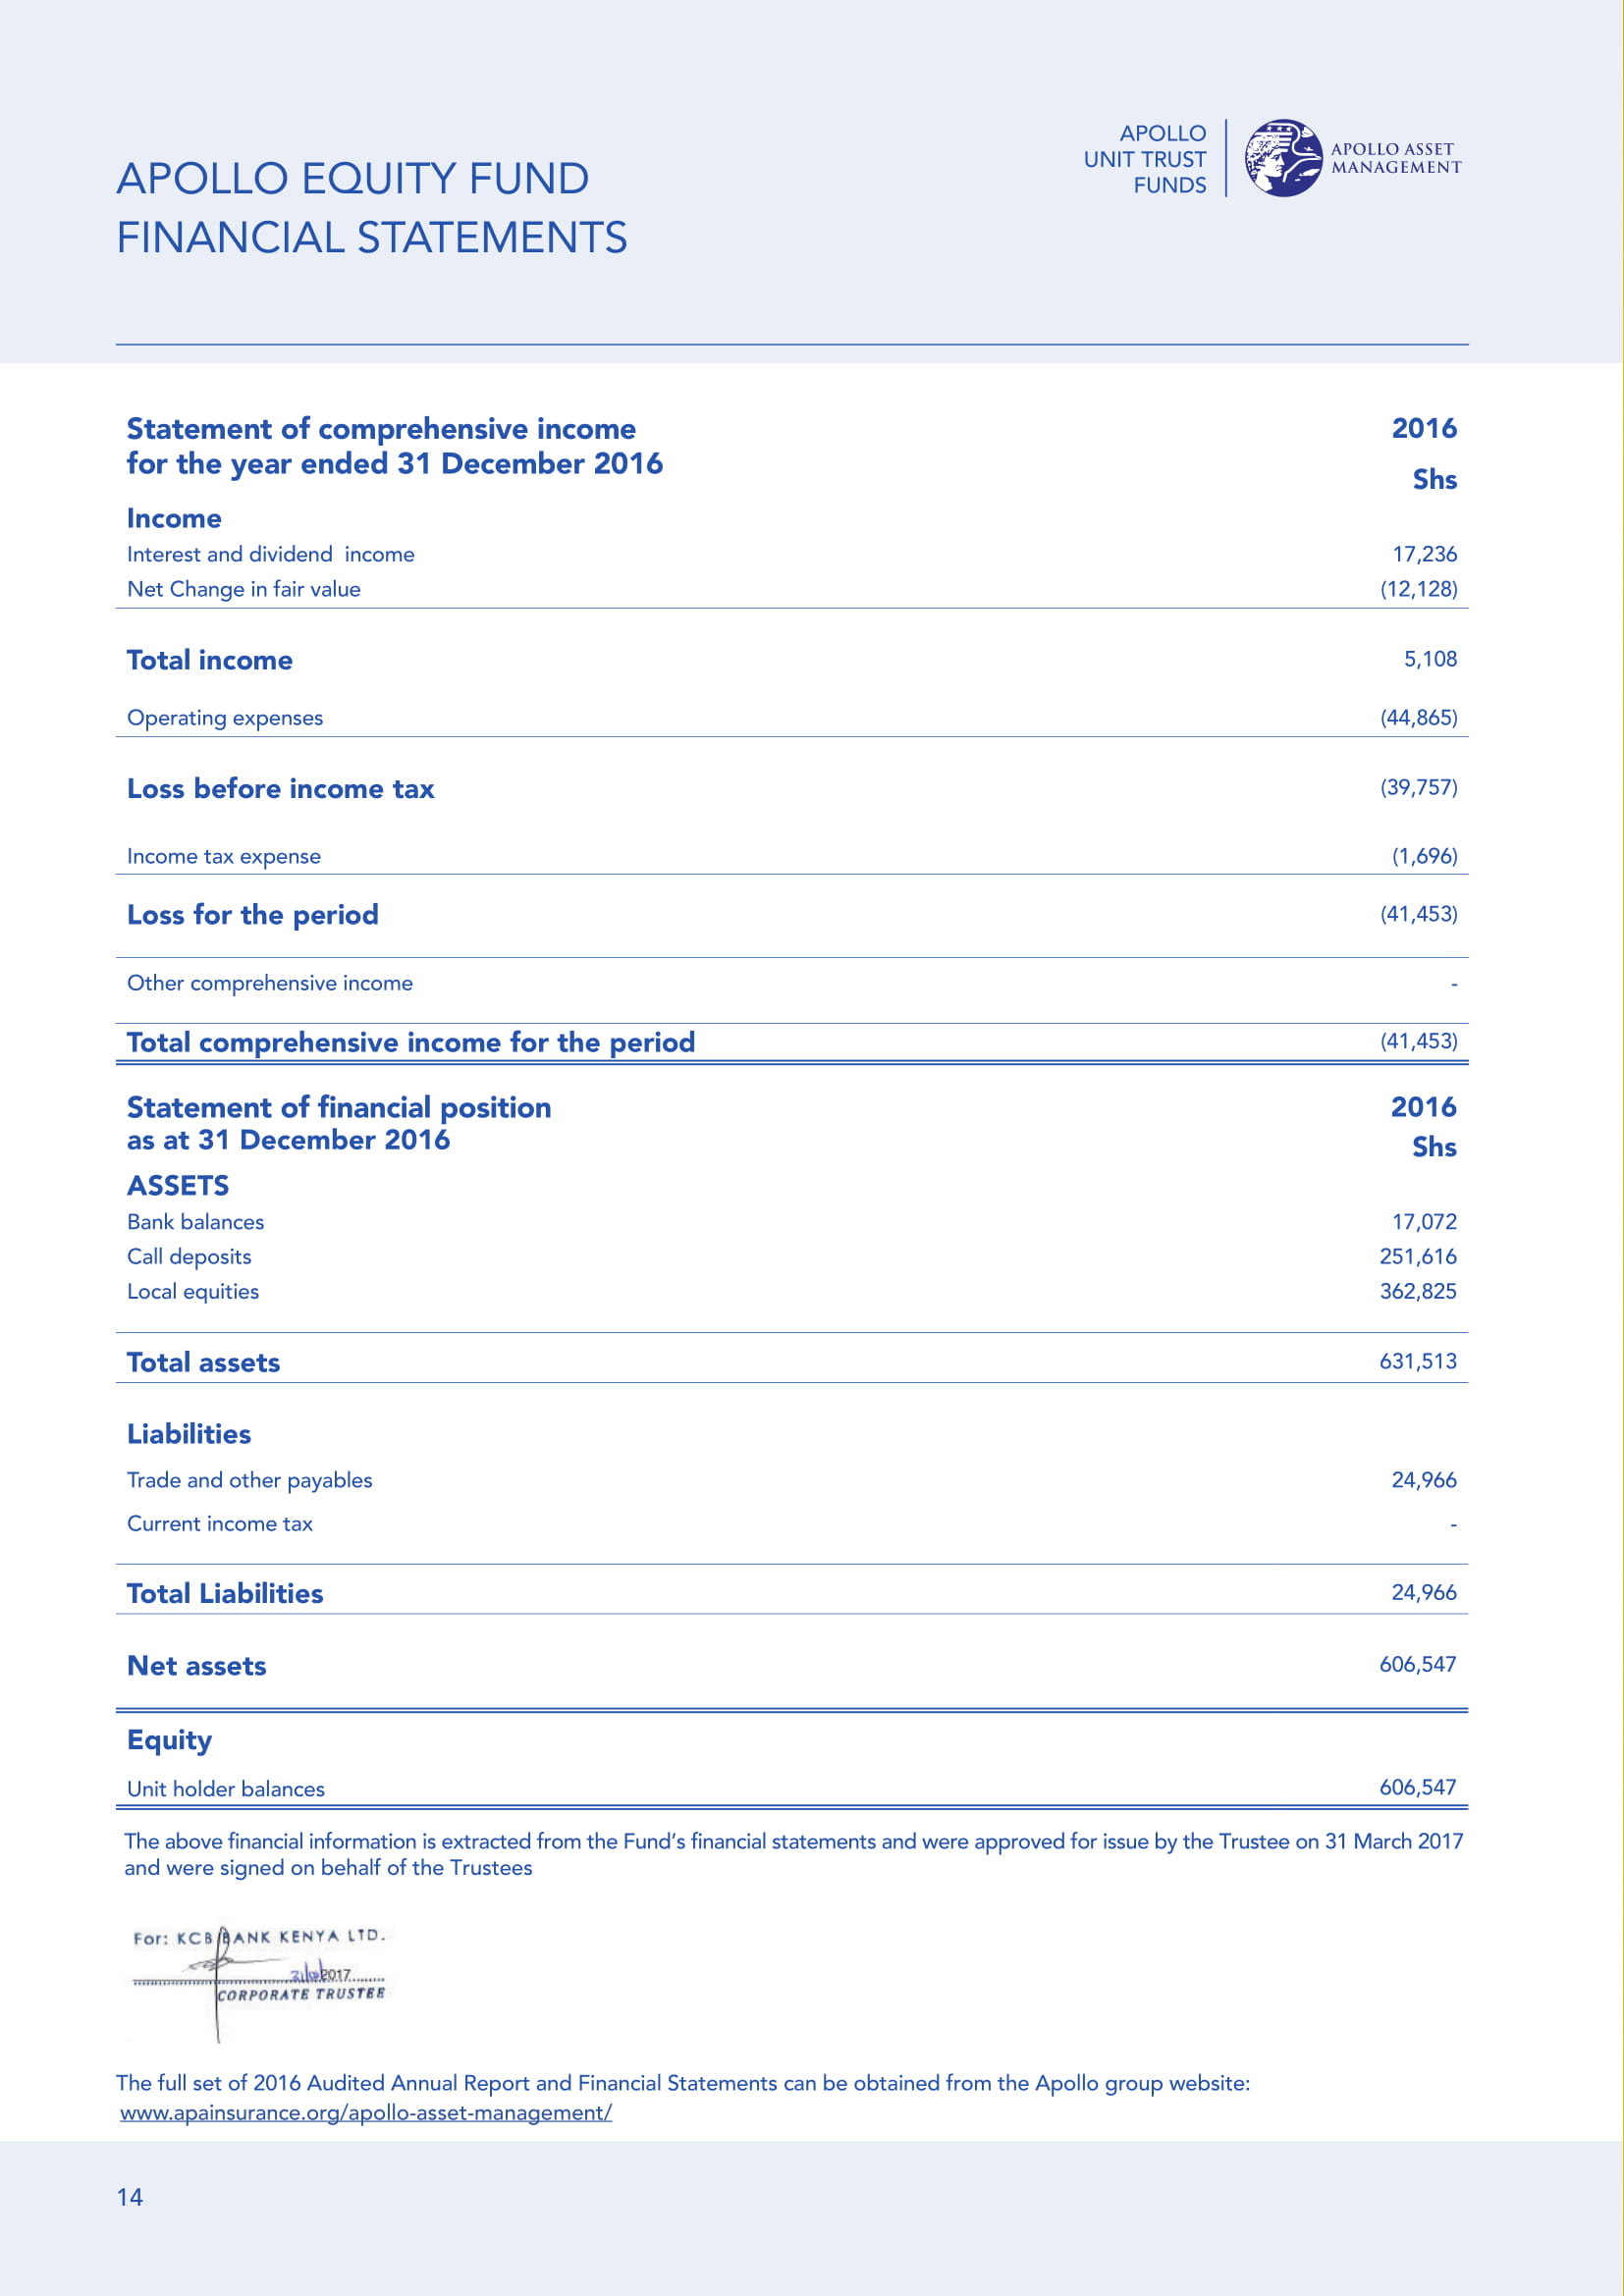 APOLLO EQUITY FUND
FINANCIAL STATEMENTS
APOLLO
UNIT TRUST
FUNDS
APOLLO ASSET
MANAGEMENT
Statement of comprehensive income 2016
for the year ended 31 December 2016
Shs
Income
Interest and dividend income 17,236
Net Change in fair value (12,128)
Total income 5,108
Operating expenses (44,865)
Loss before income tax (39,757)
Income tax expense (1,696)
Loss for the period (41,453)
Other comprehensive income -
Total comprehensive income for the period (41,453)
Statement of financial position 2016
as at 31 December 2016 Shs
ASSETS
Bank balances 17,072
Call deposits 251,616
Local equities 362,825
Total assets 631,513
Liabilities
Trade and other payables 24,966
Current income tax -
Total Liabilities 24,966
Net assets 606,547
Equity
Unit holder balances 606,547
The above financial information is extracted from the Fund's financial statements and were approved for issue by the Trustee on 31 March 2017
and were signed on behalf of the Trustees
For: KCB BANK KENYA LTD.
2017
CORPORATE TRUSTEE
The full set of 2016 Audited Annual Report and Financial Statements can be obtained from the Apollo group website:
www.apainsurance.org/apollo-asset-management/
14